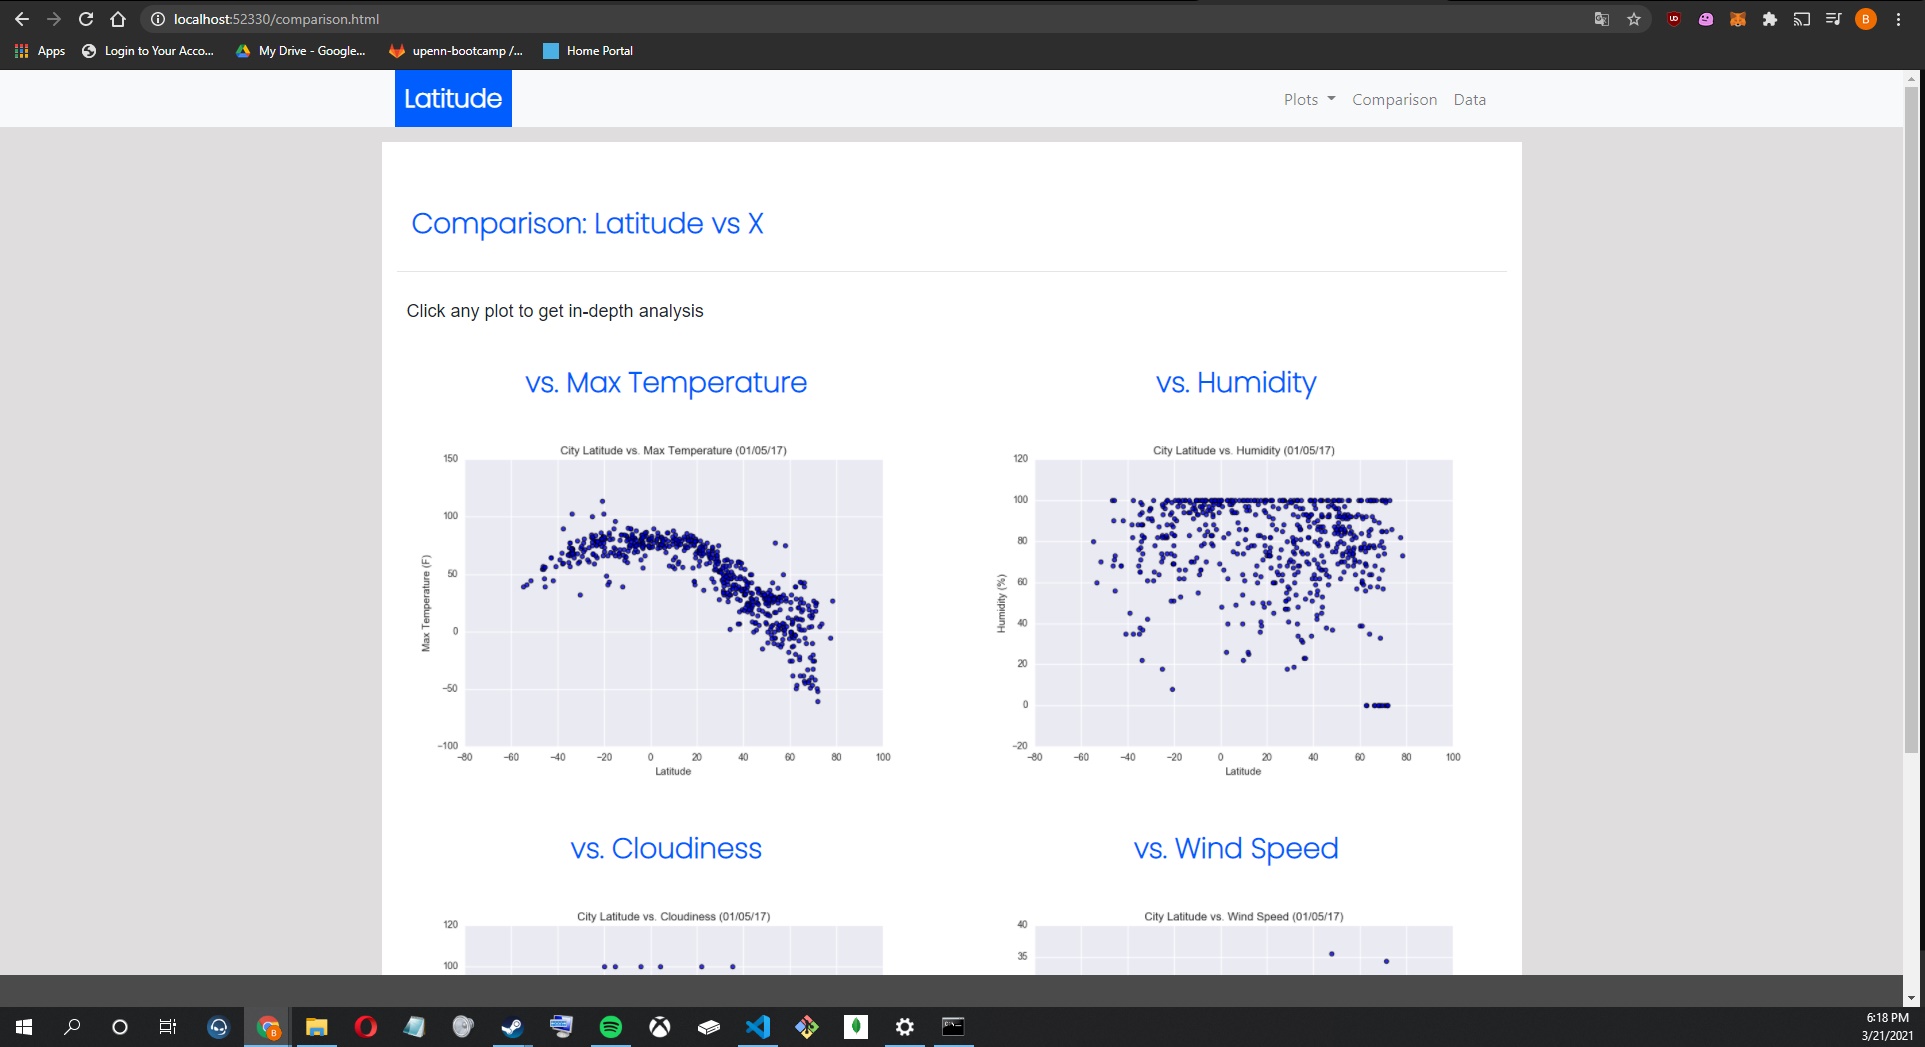 localhost:52330/comparison.html
Apps
Login to Your Acco...
My Drive - Google...
upenn-bootcamp /...
Home Portal
B
Latitude
Plots
Comparison
Data
Comparison: Latitude vs X
Click any plot to get in-depth analysis
vs. Max Temperature
City Latitude vs. Max Temperature (01/05/17)
150
100
50
0
−50
−100
Max Temperature (F)
−80 −60 −40 −20 0 20 40 60 80 100
Latitude
vs. Humidity
City Latitude vs. Humidity (01/05/17)
120
100
80
60
40
20
0
−20
Humidity (%)
−80 −60 −40 −20 0 20 40 60 80 100
Latitude
vs. Cloudiness
City Latitude vs. Cloudiness (01/05/17)
120
100
vs. Wind Speed
City Latitude vs. Wind Speed (01/05/17)
40
35
6:18 PM
3/21/2021